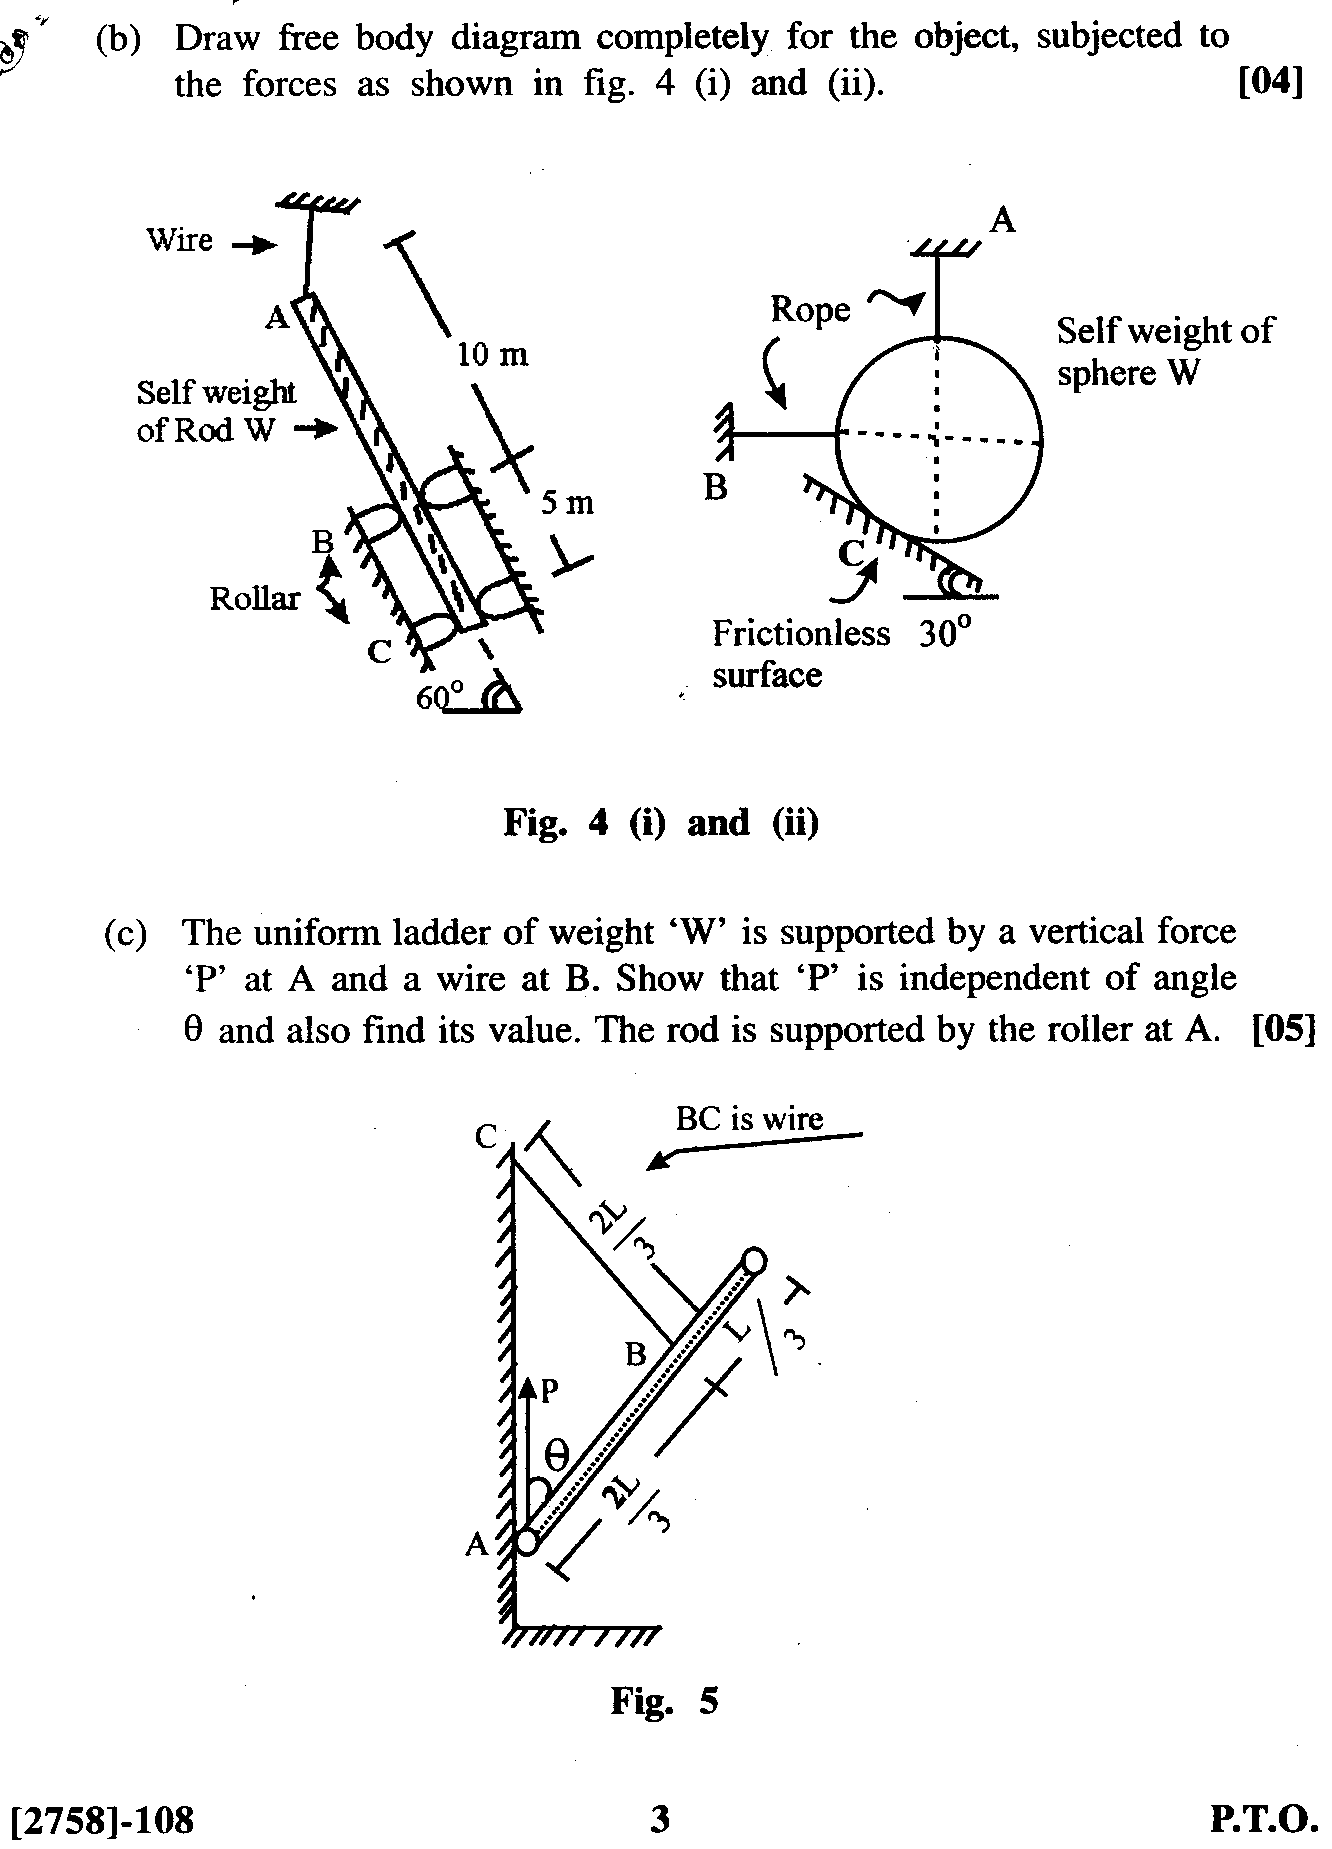 (b) Draw free body diagram completely for the object, subjected to
the forces as shown in fig. 4 (i) and (ii). [04]
Wire
A
10 m
Self weight
of Rod W
5 m
B
Rollar
C
60°
A
Rope
Self weight of
sphere W
B
C
Frictionless 30°
surface
Fig. 4 (i) and (ii)
(c) The uniform ladder of weight ‘W’ is supported by a vertical force
‘P’ at A and a wire at B. Show that ‘P’ is independent of angle
θ and also find its value. The rod is supported by the roller at A. [05]
BC is wire
C
2L/3
B
L/3
P
θ
2L/3
A
Fig. 5
[2758]-108 3 P.T.O.